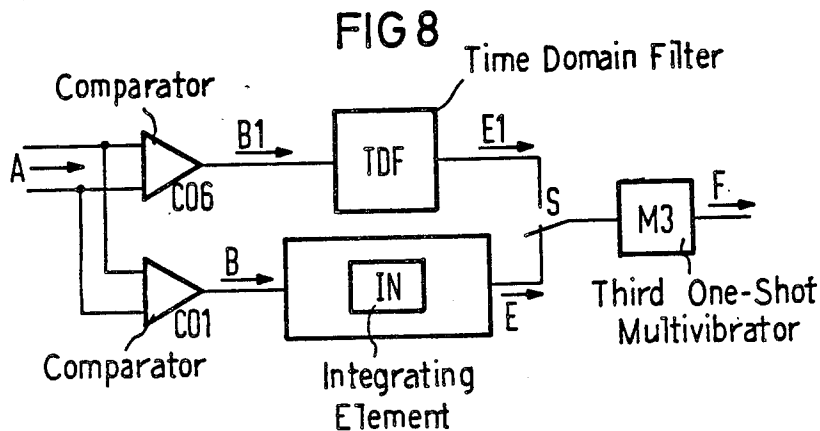 FIG 8
Time Domain Filter
Comparator
B1
E1
A
TDF
S
F
C06
M3
B
IN
Third One-Shot
Multivibrator
C01
E
Comparator
Integrating
Element